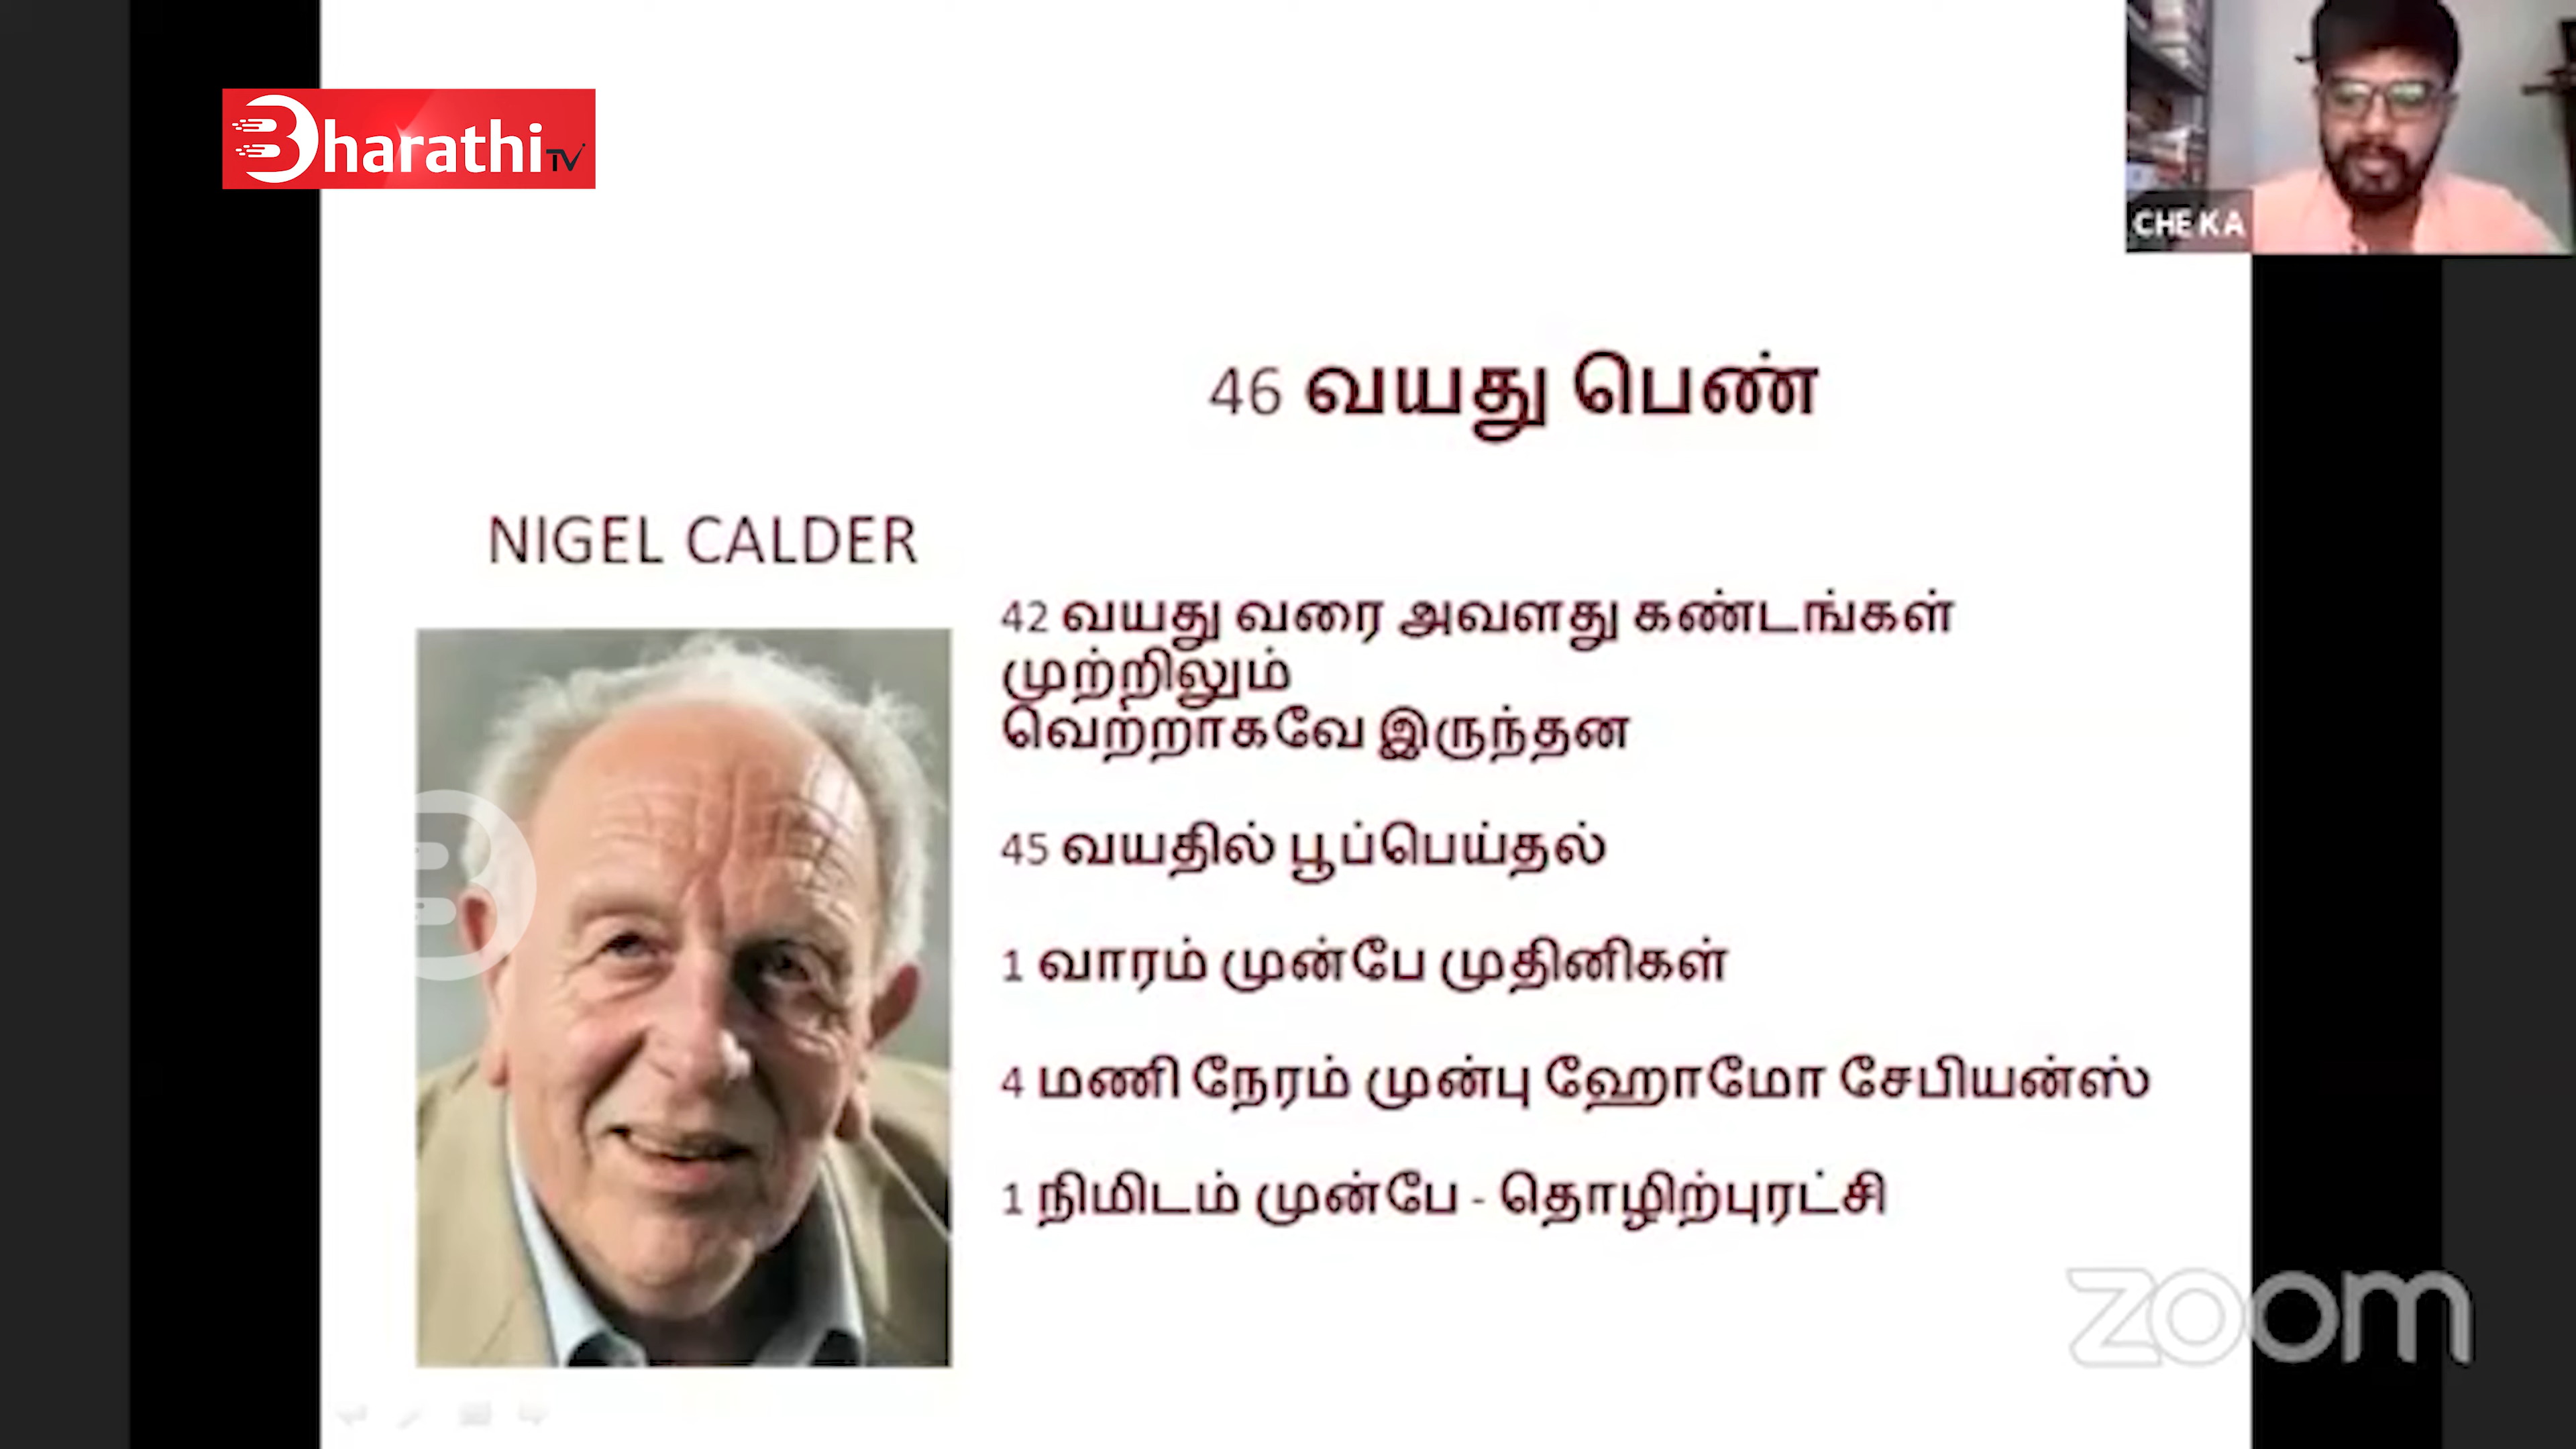 Bharathi TV
CHE KA
46 வயது பெண்
NIGEL CALDER
42 வயது வரை அவளது கண்டங்கள்
முற்றிலும்
வெற்றாகவே இருந்தன
45 வயதில் பூப்பெய்தல்
1 வாரம் முன்பே முதினிகள்
4 மணி நேரம் முன்பு ஹோமோ சேபியன்ஸ்
1 நிமிடம் முன்பே - தொழிற்புரட்சி
zoom